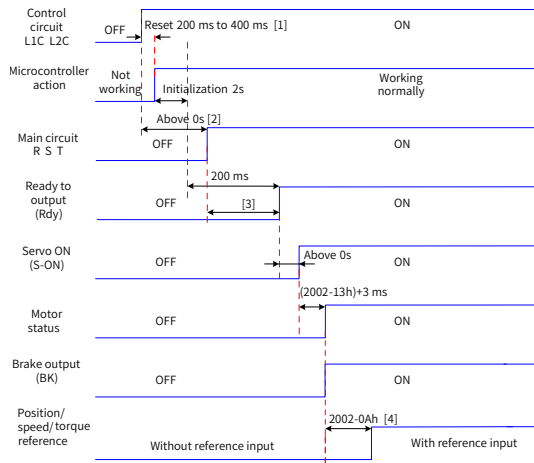 Control
circuit
L1C L2C
OFF
Reset 200 ms to 400 ms [1]
ON
Microcontroller
action
Not
working
Initialization 2s
Working
normally
Above 0s [2]
Main circuit
R S T
OFF
ON
200 ms
Ready to
output
(Rdy)
OFF
[3]
ON
Servo ON
(S-ON)
OFF
Above 0s
ON
(2002-13h)+3 ms
Motor
status
OFF
ON
Brake output
(BK)
OFF
ON
Position/
speed/torque
reference
2002-0Ah [4]
Without reference input
With reference input